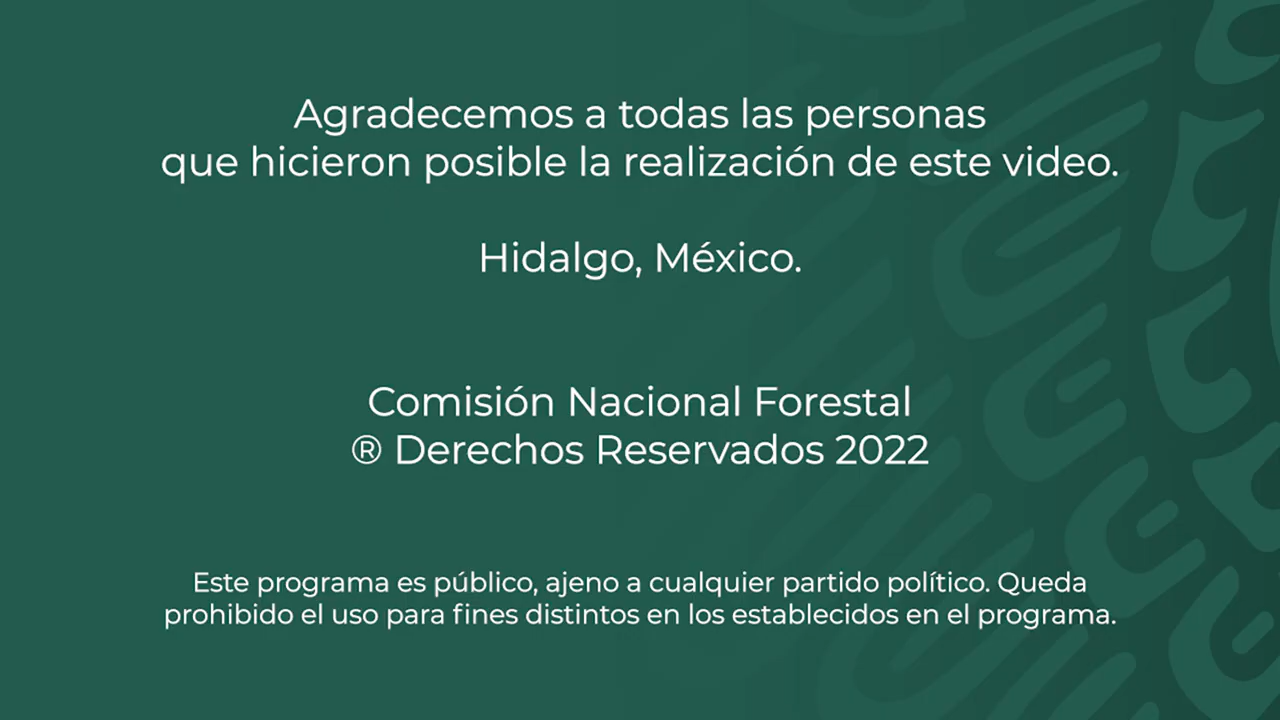 Agradecemos a todas las personas
que hicieron posible la realización de este video.
Hidalgo, México.
Comisión Nacional Forestal
® Derechos Reservados 2022
Este programa es público, ajeno a cualquier partido político. Queda
prohibido el uso para fines distintos en los establecidos en el programa.